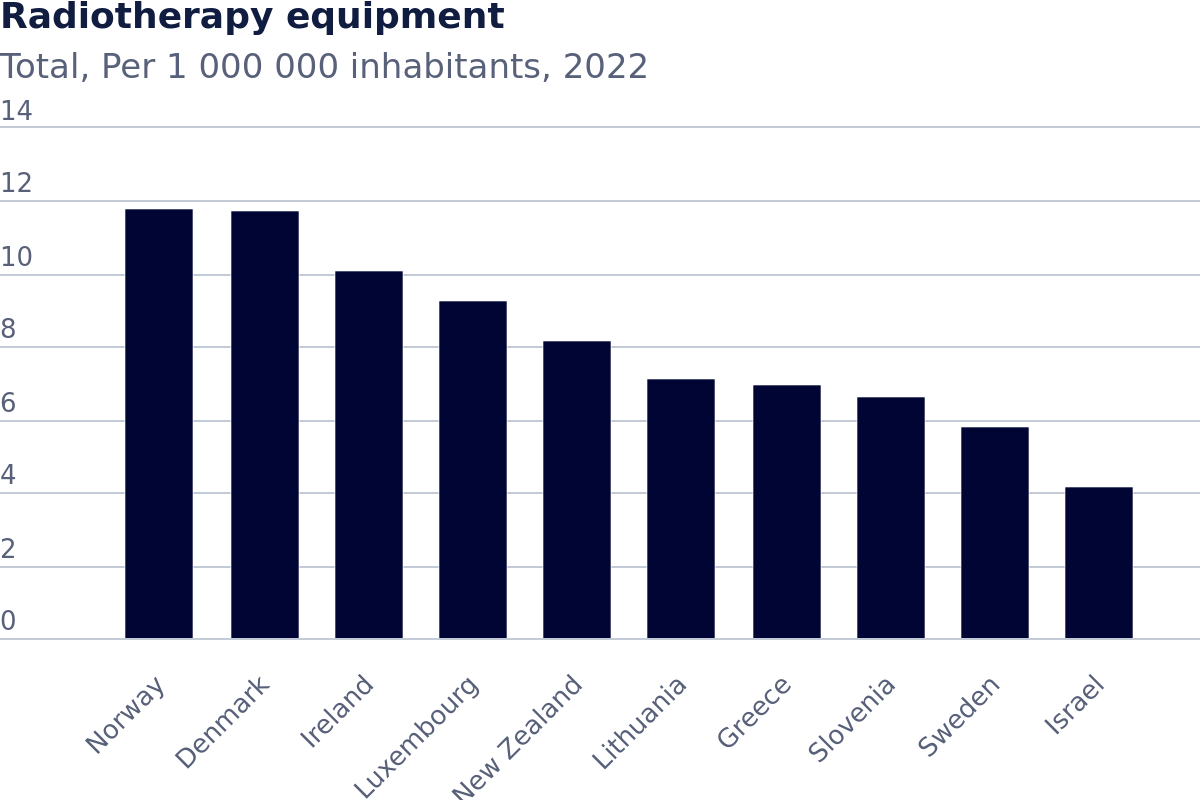 Radiotherapy equipment
Total, Per 1 000 000 inhabitants, 2022
14
12
10
8
6
4
2
0
Norway
Denmark
Ireland
Luxembourg
New Zealand
Lithuania
Greece
Slovenia
Sweden
Israel